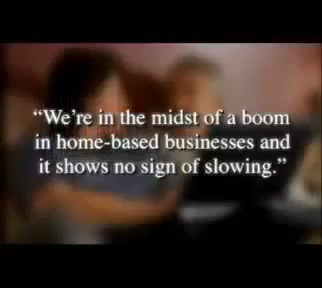 “We’re in the midst of a boom
in home-based businesses and
it shows no sign of slowing.”